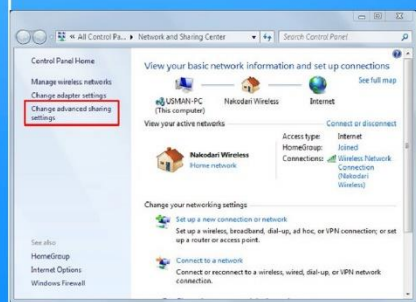 « All Control Pa... ▸ Network and Sharing Center
Search Control Panel
Control Panel Home
Manage wireless networks
Change adapter settings
Change advanced sharing
settings
See also
HomeGroup
Internet Options
Windows Firewall
View your basic network information and set up connections
See full map
USMAN-PC
(This computer)
Nakodari Wireless
Internet
View your active networks
Connect or disconnect
Nakodari Wireless
Home network
Access type: Internet
HomeGroup: Joined
Connections: Wireless Network
Connection
(Nakodari
Wireless)
Change your networking settings
Set up a new connection or network
Set up a wireless, broadband, dial-up, ad hoc, or VPN connection; or set
up a router or access point.
Connect to a network
Connect or reconnect to a wireless, wired, dial-up, or VPN network
connection.